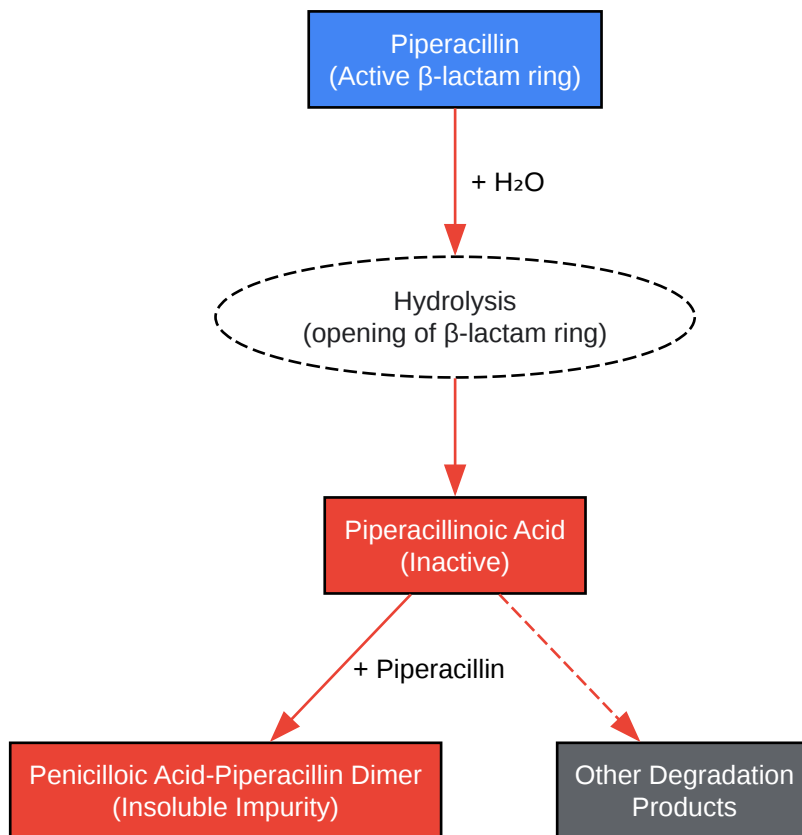 Piperacillin
(Active β-lactam ring)
+ H₂O
Hydrolysis
(opening of β-lactam ring)
Piperacillinoic Acid
(Inactive)
+ Piperacillin
Penicilloic Acid-Piperacillin Dimer
(Insoluble Impurity)
Other Degradation
Products